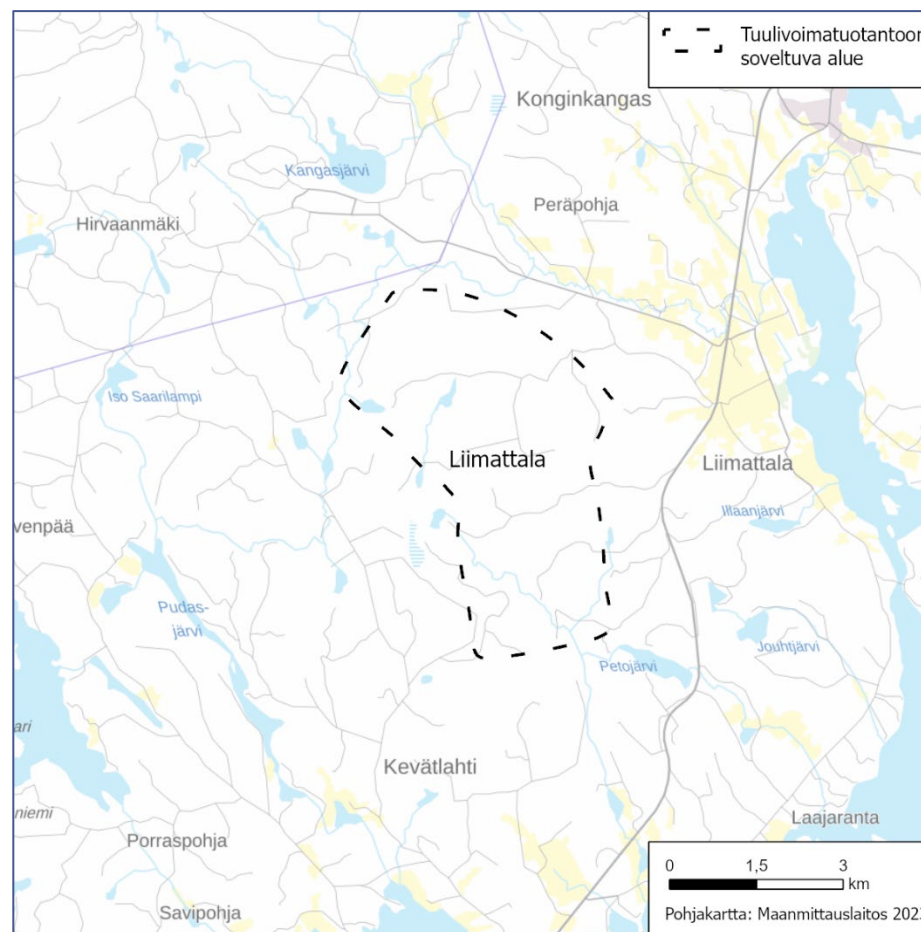 Tuulivoimatuotantoon
soveltuva alue
Konginkangas
Kangasjärvi
Peräpohja
Hirvaanmäki
Iso Saarilampi
Liimattala
Liimattala
Illaanjärvi
venpää
Pudas-
järvi
Jouhtjärvi
Petojärvi
ari
Kevätlahti
niemi
Laajaranta
Porraspohja
Savipohja
0 1,5 3
km
Pohjakartta: Maanmittauslaitos 202